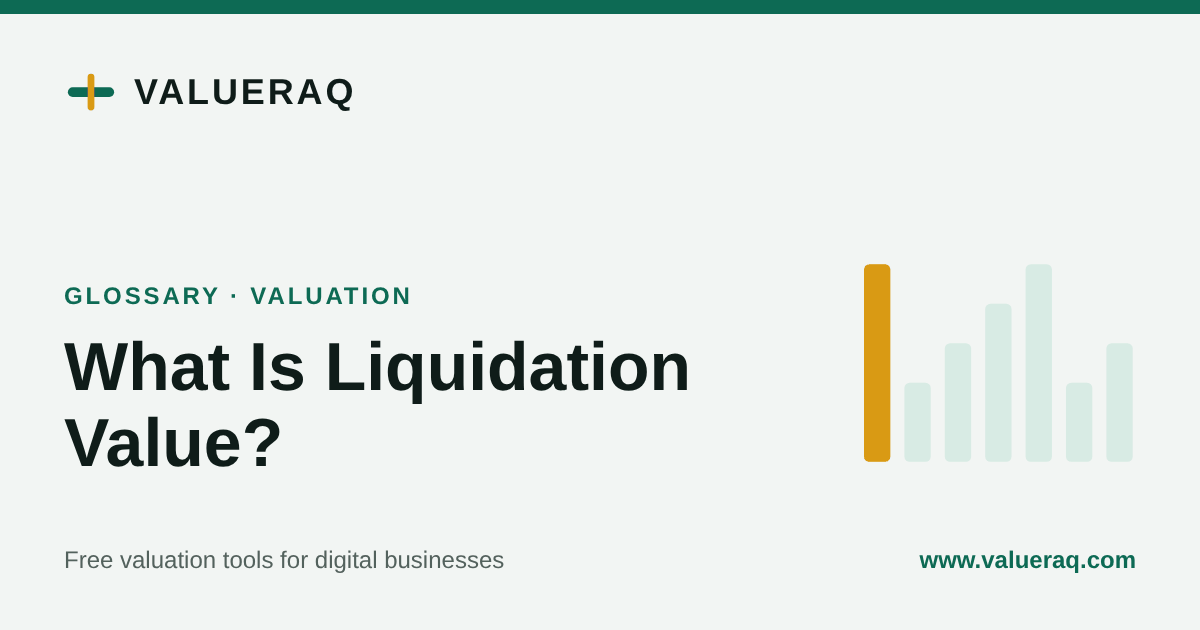 VALUERAQ
GLOSSARY · VALUATION
What Is Liquidation
Value?
Free valuation tools for digital businesses
www.valueraq.com